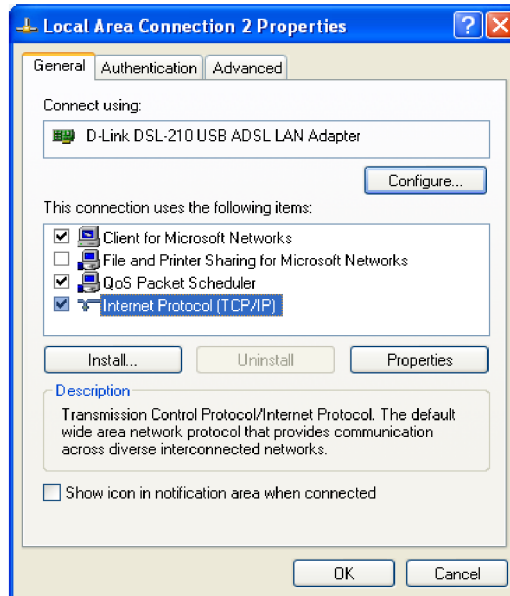 Local Area Connection 2 Properties
General Authentication Advanced
Connect using:
D-Link DSL-210 USB ADSL LAN Adapter
Configure...
This connection uses the following items:
Client for Microsoft Networks
File and Printer Sharing for Microsoft Networks
QoS Packet Scheduler
Internet Protocol (TCP/IP)
Install... Uninstall Properties
Description
Transmission Control Protocol/Internet Protocol. The default
wide area network protocol that provides communication
across diverse interconnected networks.
Show icon in notification area when connected
OK Cancel